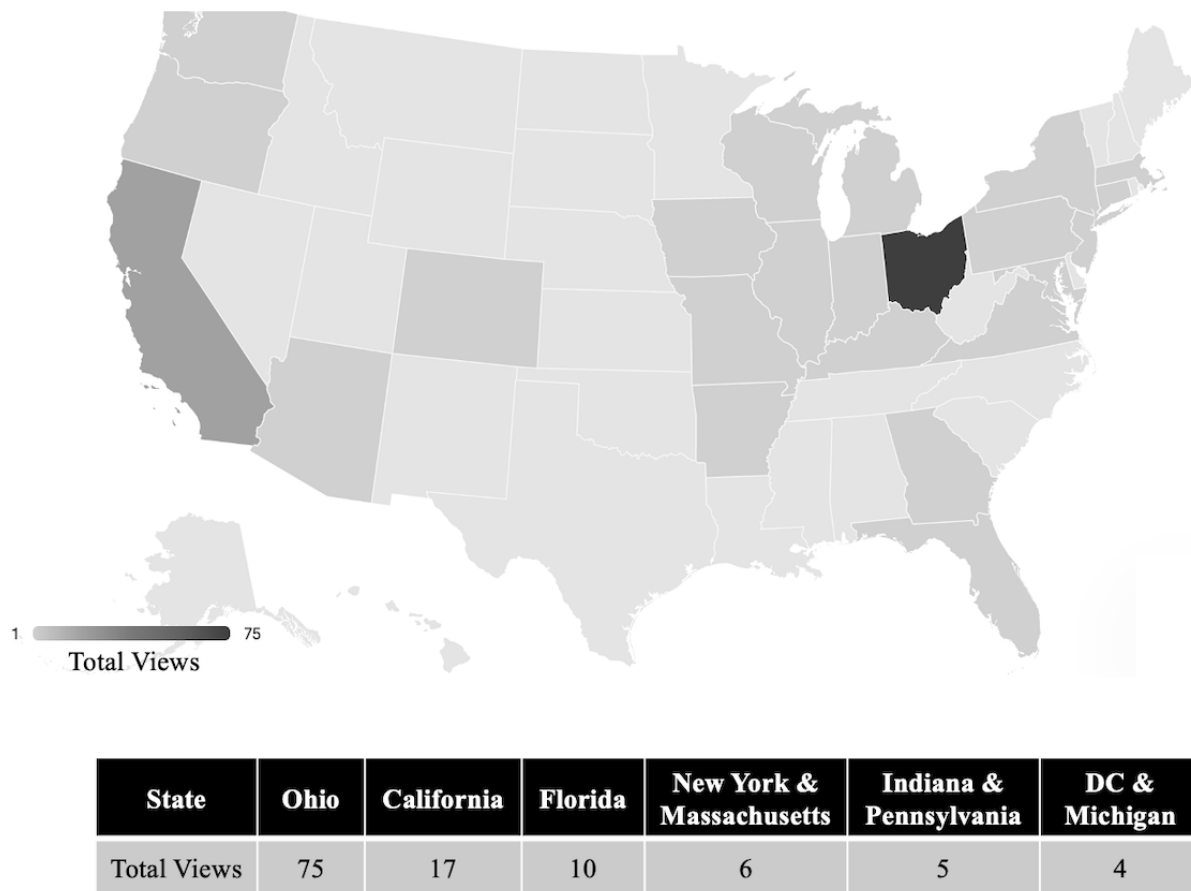 1 75
Total Views
State Ohio California Florida New York & Massachusetts Indiana & Pennsylvania DC & Michigan
Total Views 75 17 10 6 5 4